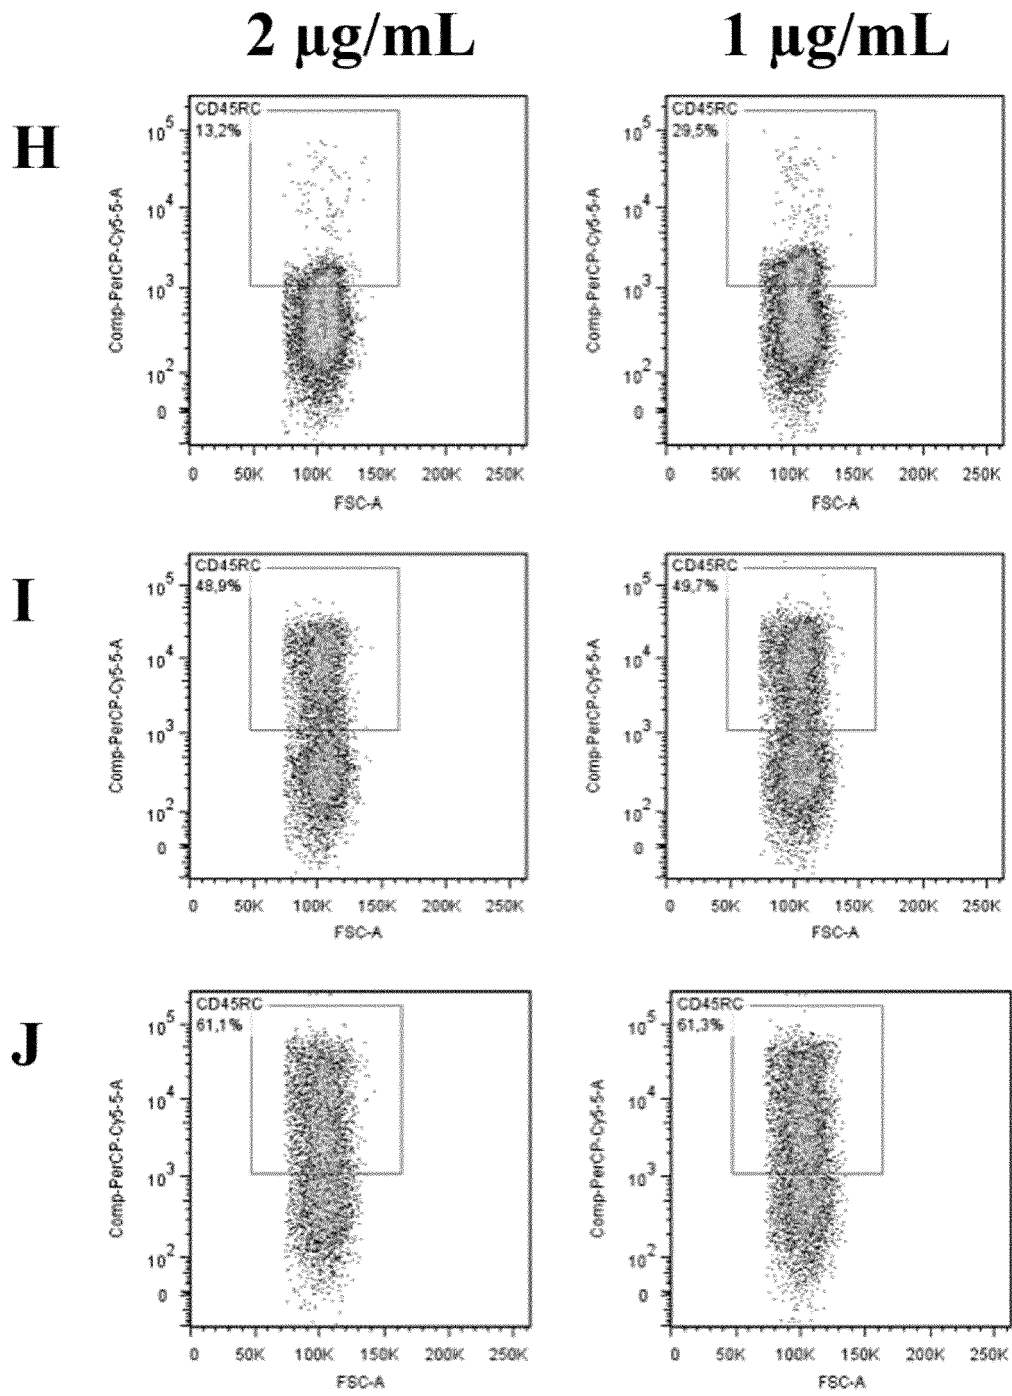 2 µg/mL 1 µg/mL
H
CD45RC
13,2%
10^5
10^4
10^3
10^2
0
Comp-PerCP-Cy5-5-A
0 50K 100K 150K 200K 250K
FSC-A
CD45RC
29,5%
10^5
10^4
10^3
10^2
0
Comp-PerCP-Cy5-5-A
0 50K 100K 150K 200K 250K
FSC-A
I
CD45RC
48,9%
10^5
10^4
10^3
10^2
0
Comp-PerCP-Cy5-5-A
0 50K 100K 150K 200K 250K
FSC-A
CD45RC
49,7%
10^5
10^4
10^3
10^2
0
Comp-PerCP-Cy5-5-A
0 50K 100K 150K 200K 250K
FSC-A
J
CD45RC
61,1%
10^5
10^4
10^3
10^2
0
Comp-PerCP-Cy5-5-A
0 50K 100K 150K 200K 250K
FSC-A
CD45RC
61,3%
10^5
10^4
10^3
10^2
0
Comp-PerCP-Cy5-5-A
0 50K 100K 150K 200K 250K
FSC-A